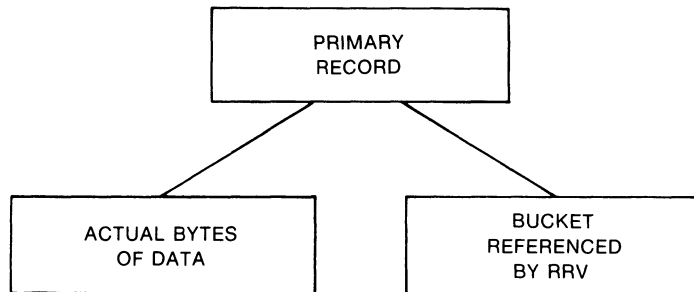 PRIMARY
RECORD
ACTUAL BYTES
OF DATA
BUCKET
REFERENCED
BY RRV